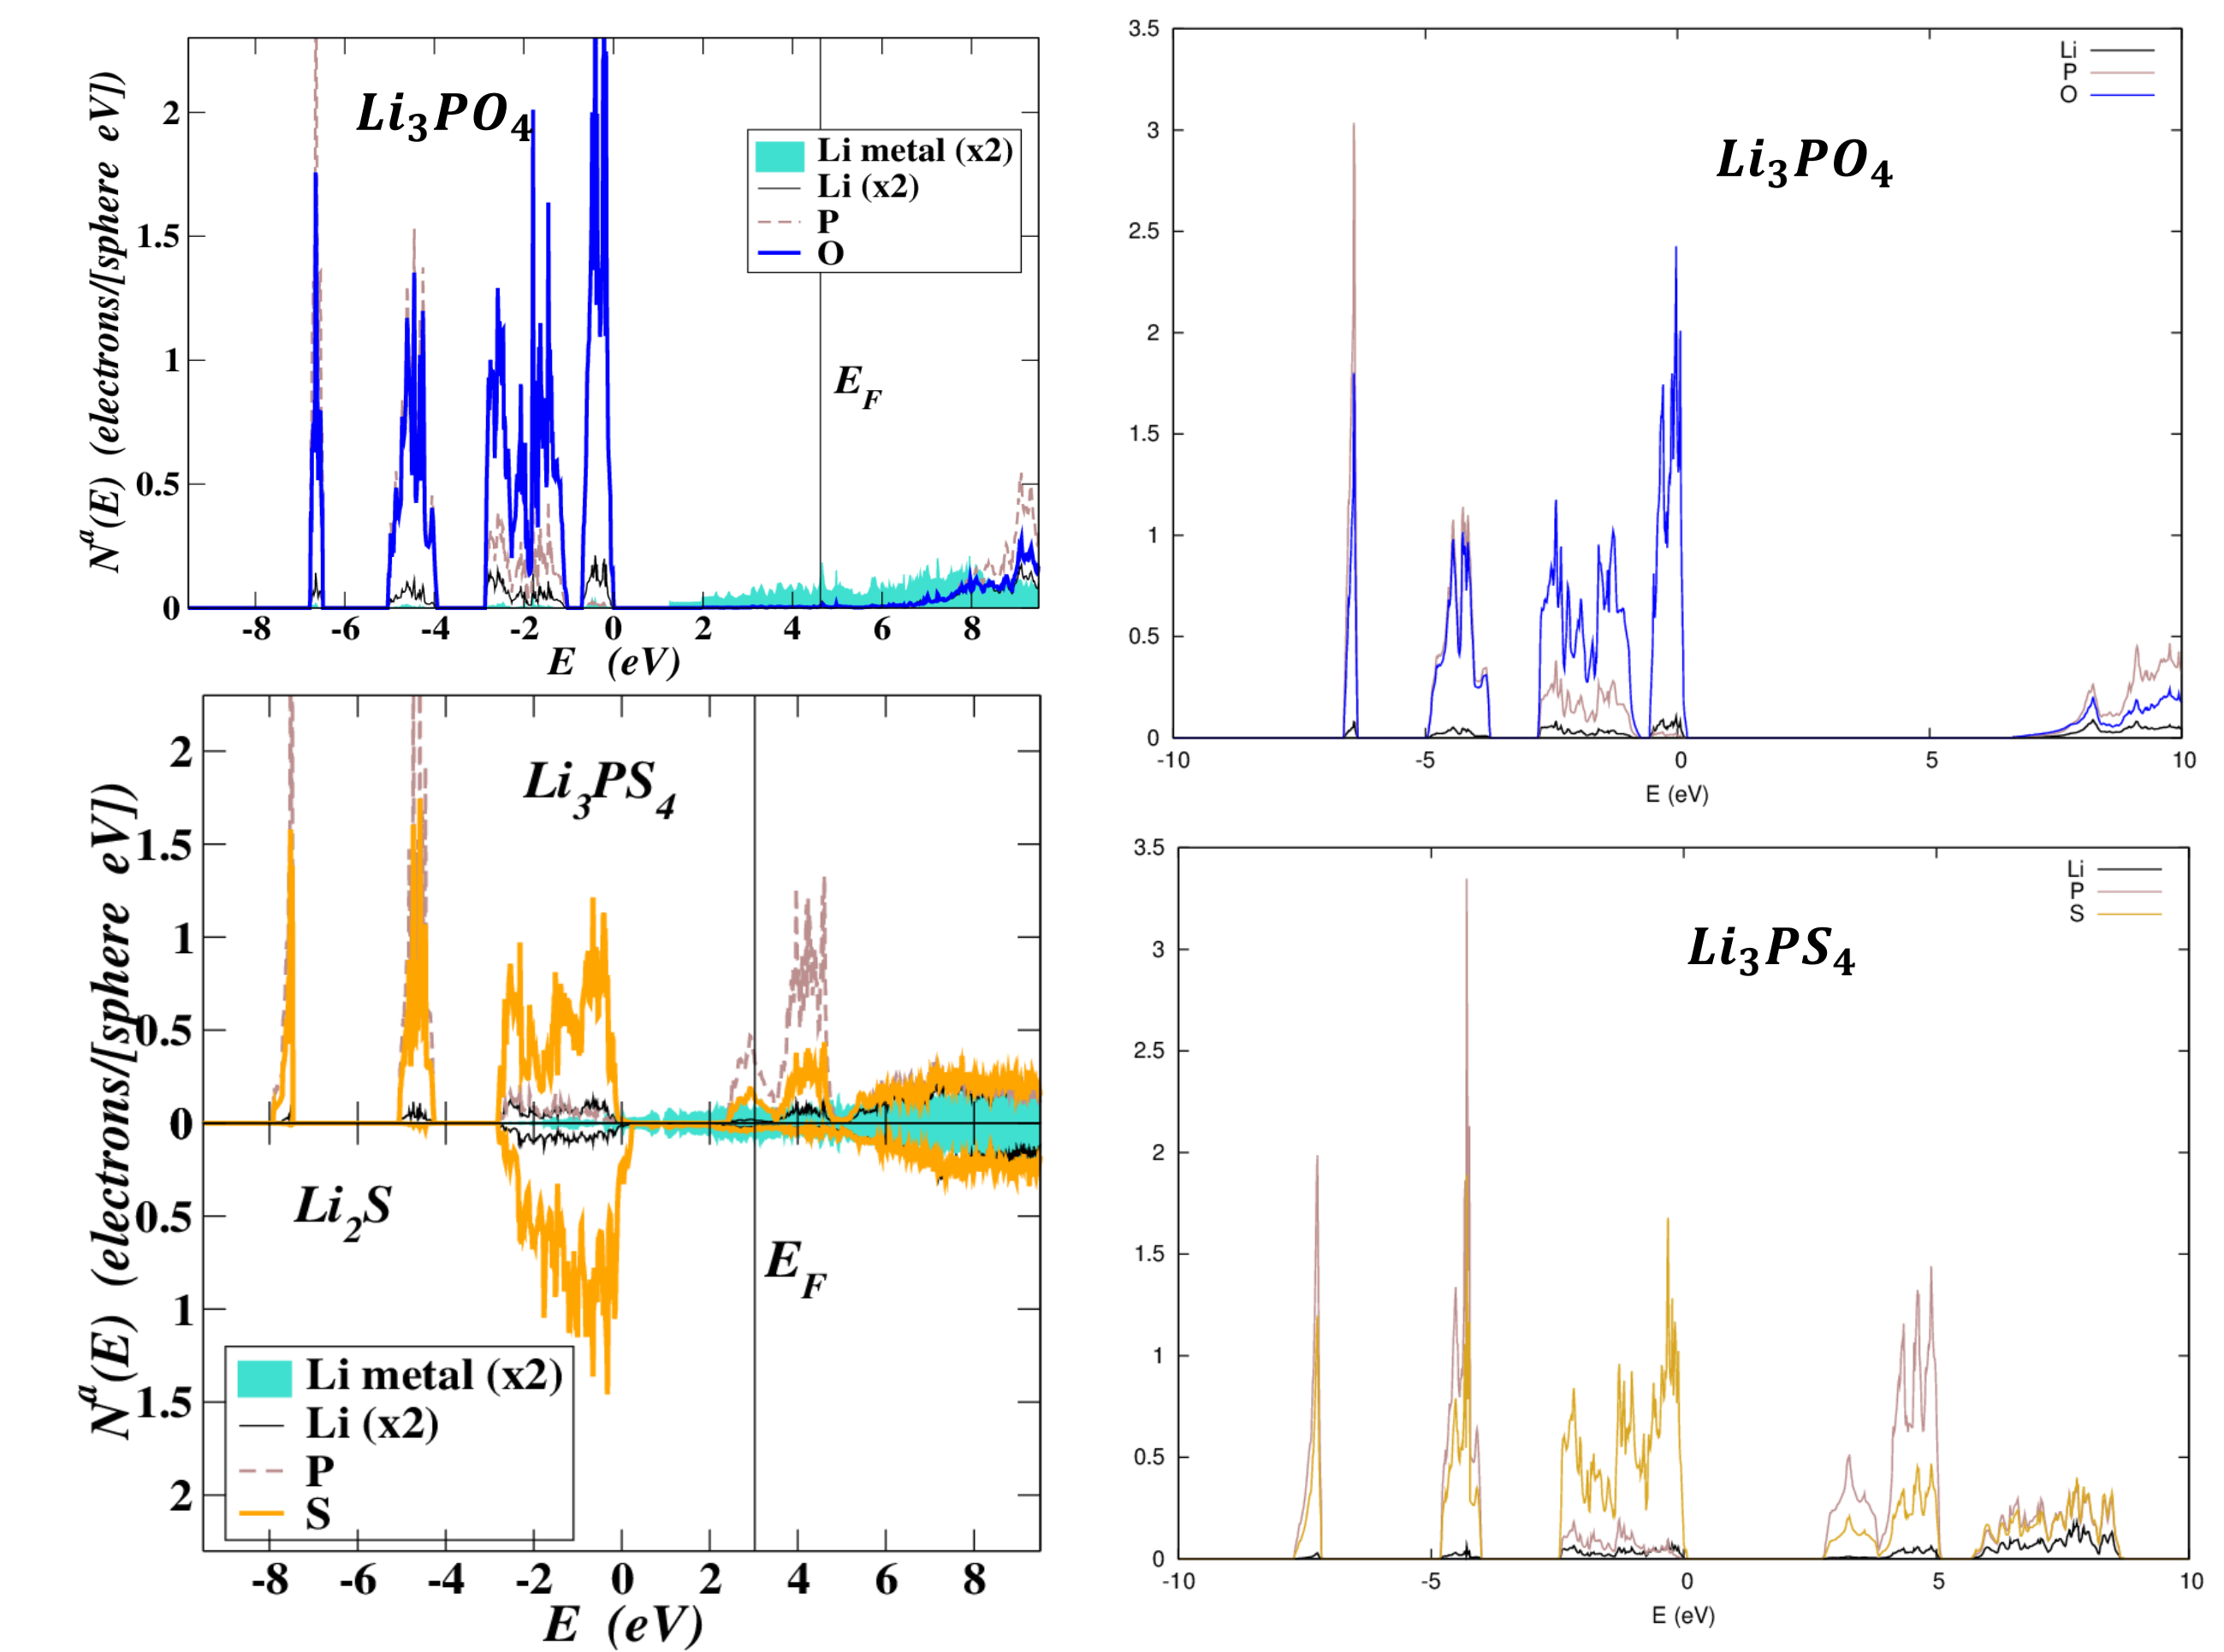 Li₃PO₄
Nᵃ(E) (electrons/[sphere eV])
2
1.5
1
0.5
0
Li metal (x2)
Li (x2)
P
O
E_F
-8 -6 -4 -2 0 2 4 6 8
E (eV)
3.5
3
2.5
2
1.5
1
0.5
0
Li
P
O
Li₃PO₄
-10 -5 0 5 10
E (eV)
Li₃PS₄
Nᵃ(E) (electrons/[sphere eV])
2
1.5
1
0.5
0
0.5
1
1.5
2
Li₂S
E_F
Li metal (x2)
Li (x2)
P
S
-8 -6 -4 -2 0 2 4 6 8
E (eV)
3.5
3
2.5
2
1.5
1
0.5
0
Li
P
S
Li₃PS₄
-10 -5 0 5 10
E (eV)